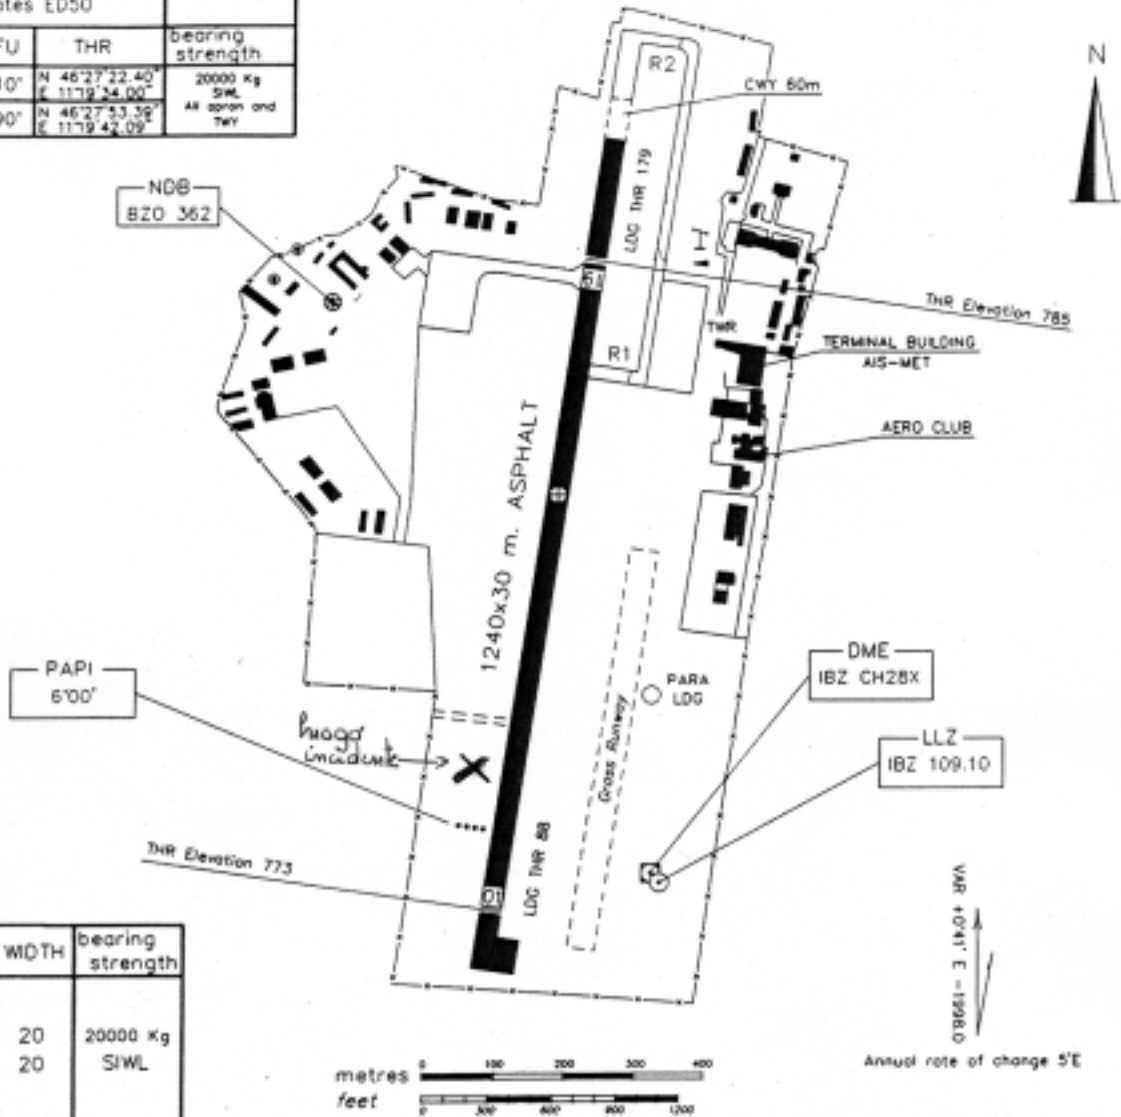 ED50
THR
bearing
strength
N 46°27'22.40"
E 11°19'34.00"
20000 Kg
SIWL
All apron and
TWY
N 46°27'53.39"
E 11°19'42.09"
R2
CWY 60m
N
NDB
BZO 362
LDG THR 179
H
19
THR Elevation 785
TWR
TERMINAL BUILDING
AIS-MET
R1
AERO CLUB
1240x30 m. ASPHALT
PAPI
6°00'
luogo
incidente
PARA
LDG
Grass Runway
DME
IBZ CH28X
LLZ
IBZ 109.10
THR Elevation 773
LDG THR 88
01
VAR +0°41' E -1998.0
Annual rate of change 5'E
WIDTH
bearing
strength
20
20000 Kg
20
SIWL
metres 0 100 200 300 400
feet 0 300 600 900 1200